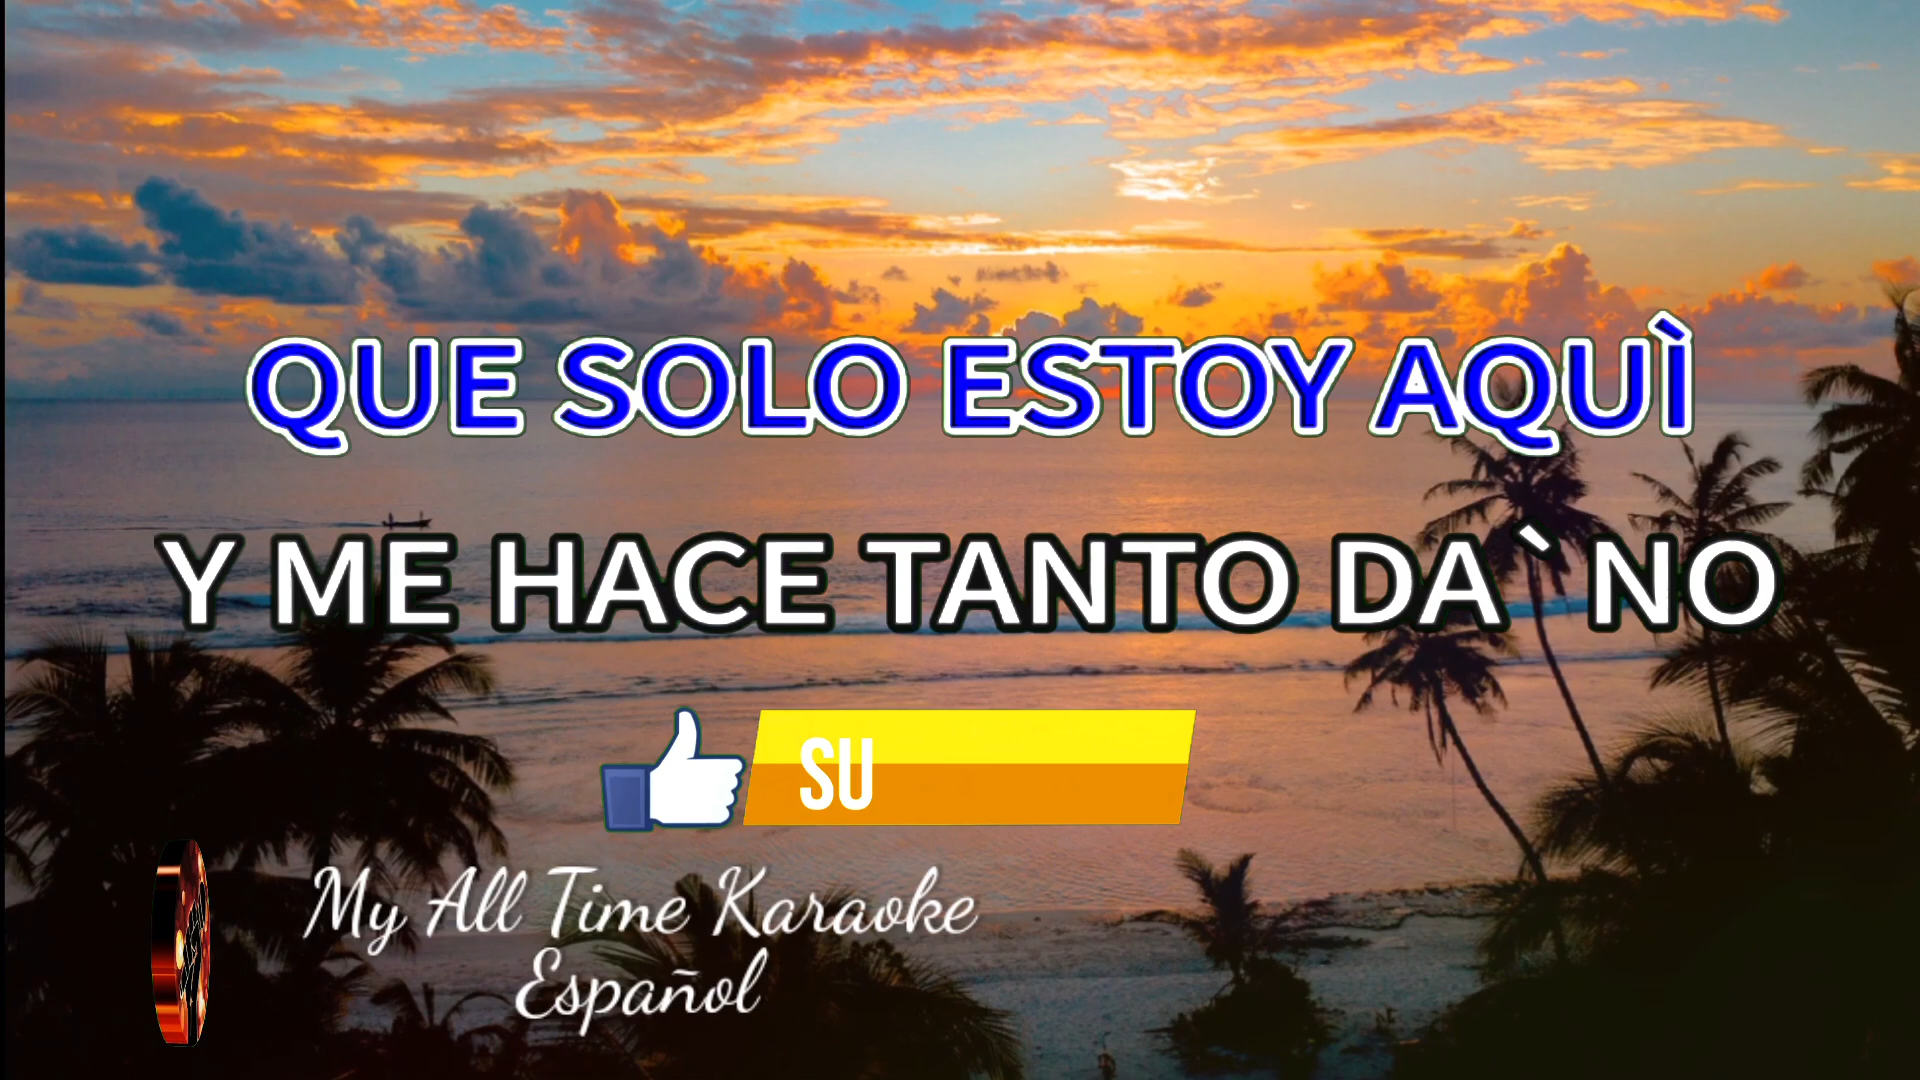 QUE SOLO ESTOY AQUÌ
Y ME HACE TANTO DA`NO
SU
My All Time Karaoke
Español